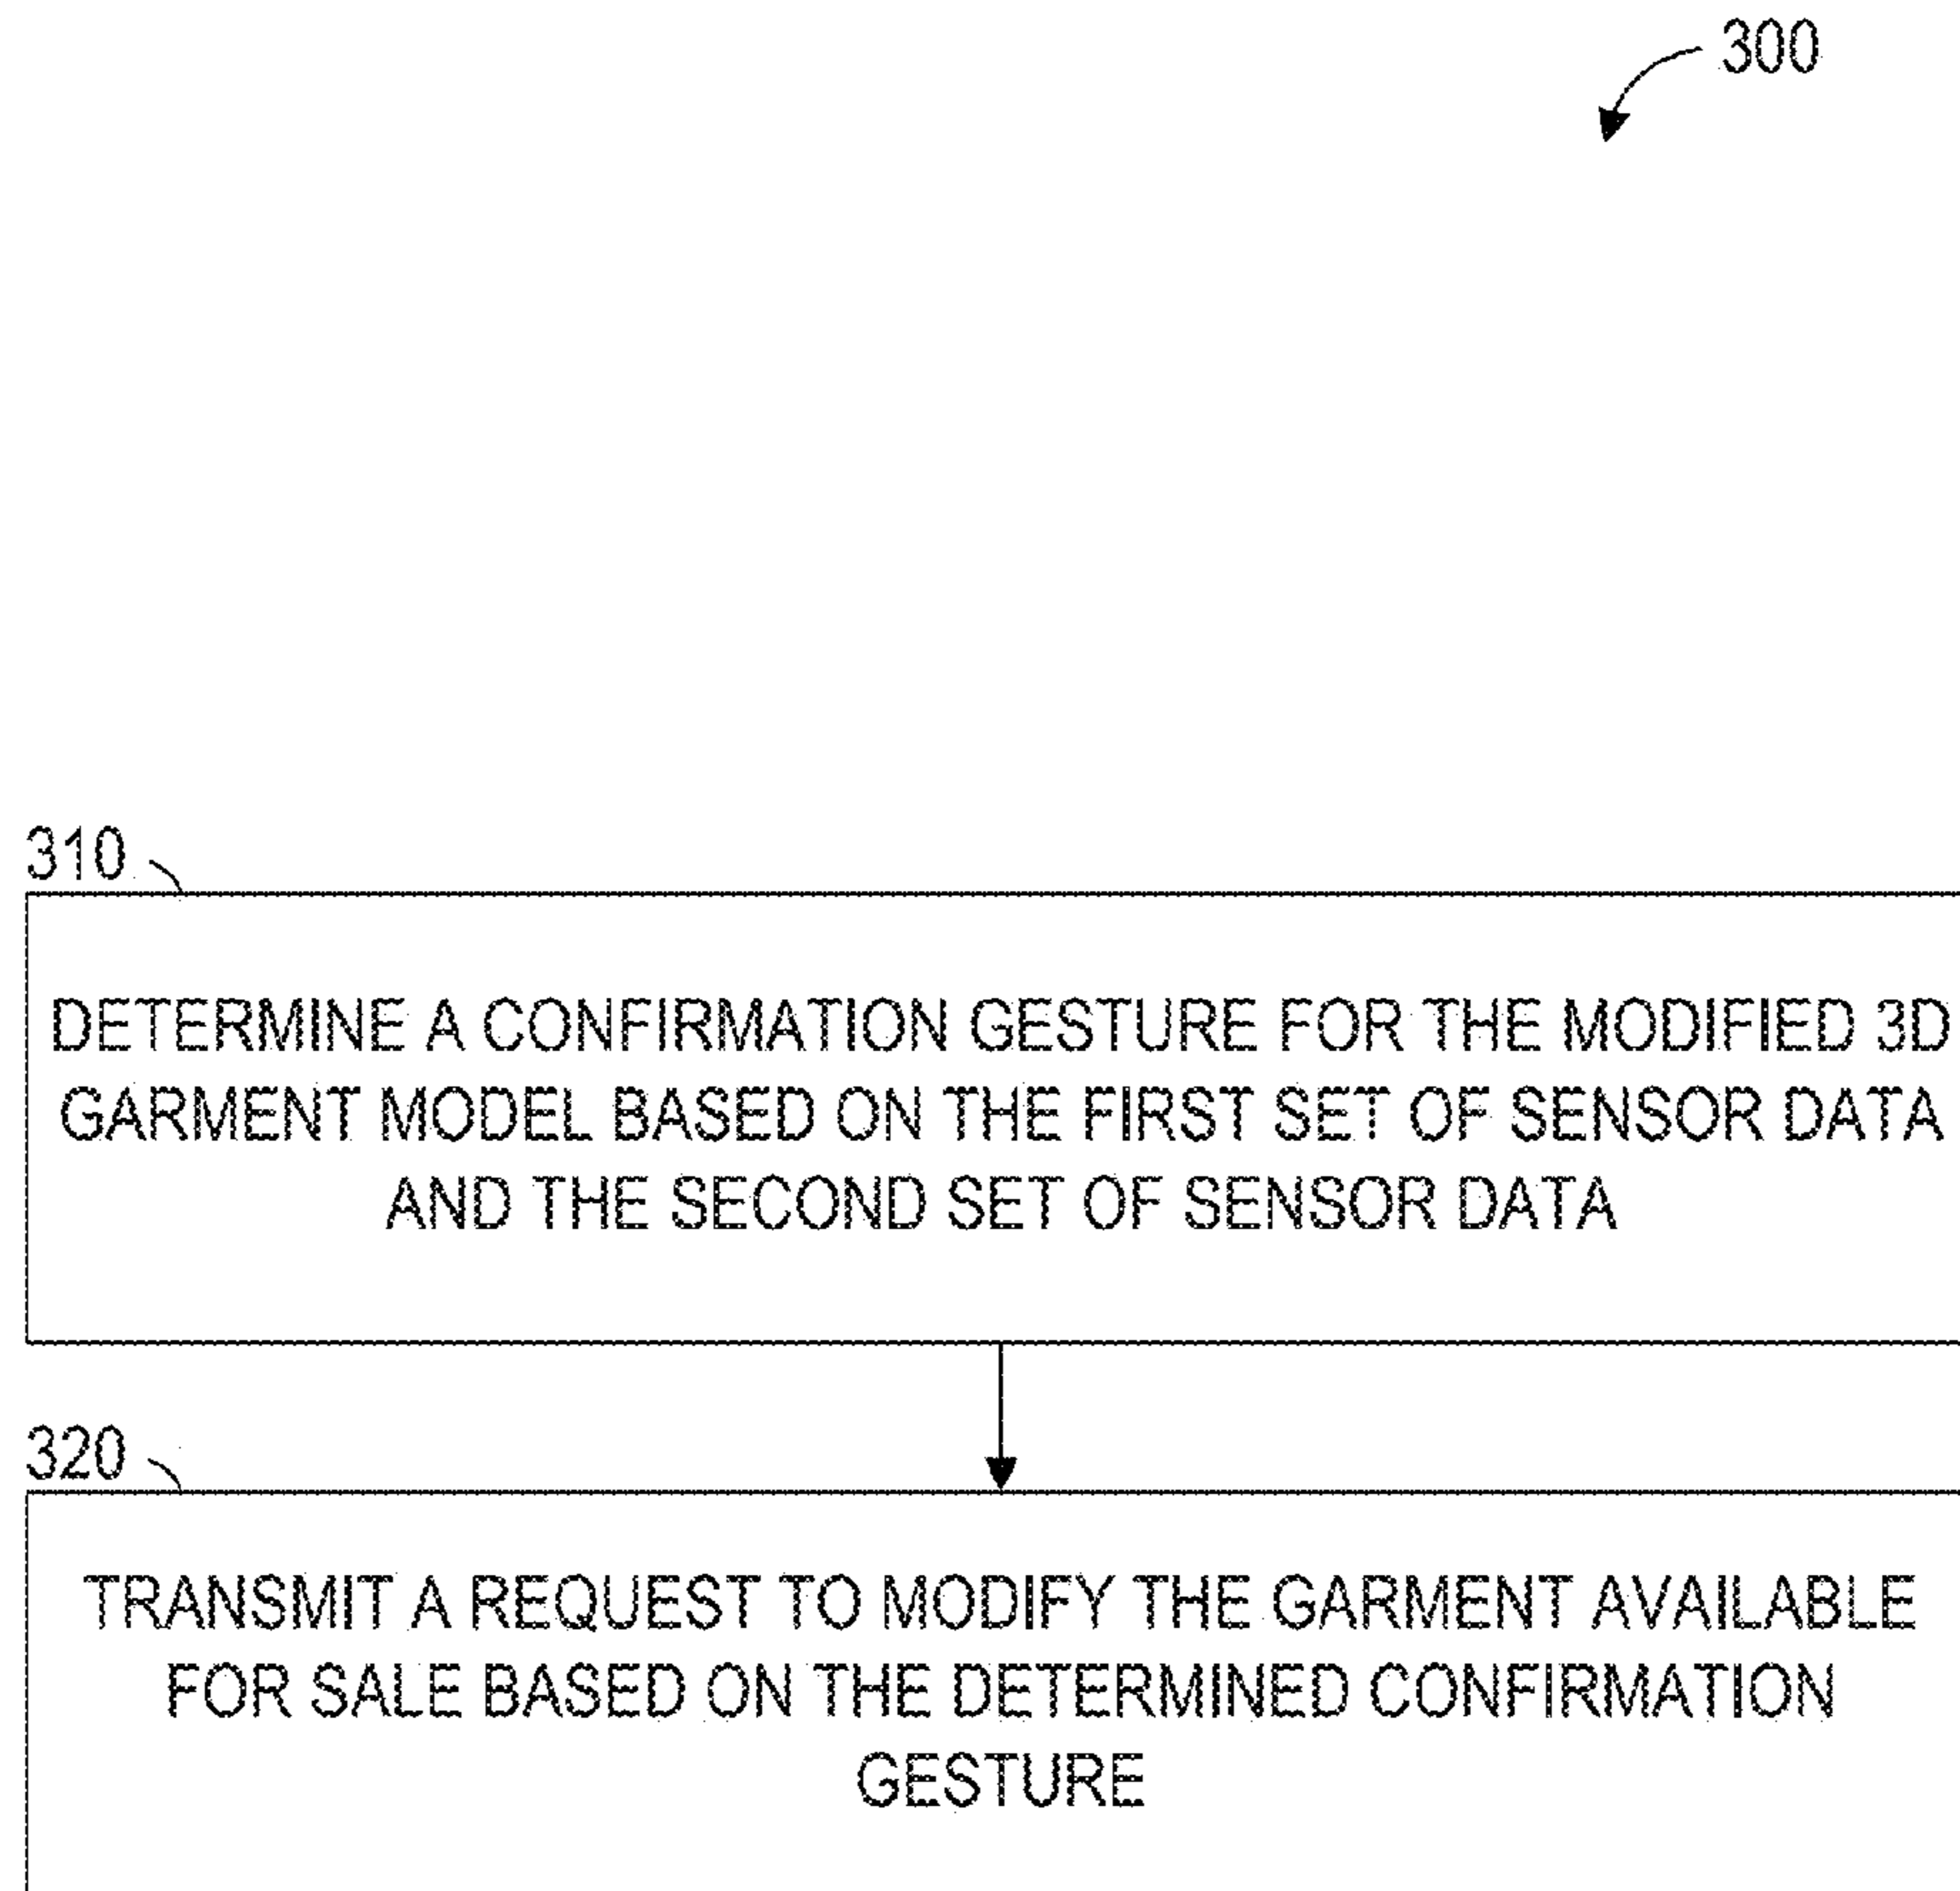 300
310
DETERMINE A CONFIRMATION GESTURE FOR THE MODIFIED 3D
GARMENT MODEL BASED ON THE FIRST SET OF SENSOR DATA
AND THE SECOND SET OF SENSOR DATA
320
TRANSMIT A REQUEST TO MODIFY THE GARMENT AVAILABLE
FOR SALE BASED ON THE DETERMINED CONFIRMATION
GESTURE